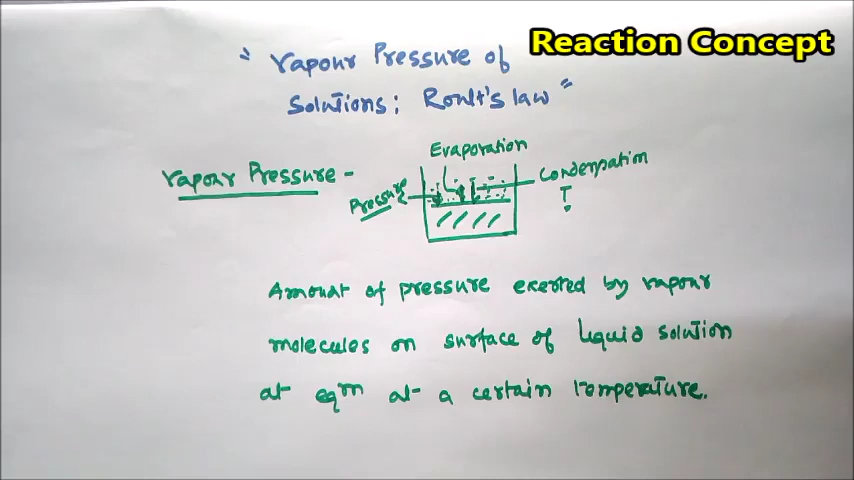 Reaction Concept
" Vapour Pressure of
Solutions; Roult's law "
Evaporation
Vapour Pressure -
Pressure
Condensation
T
Amount of pressure exerted by vapour
molecules on surface of liquid solution
at eqm at a certain temperature.